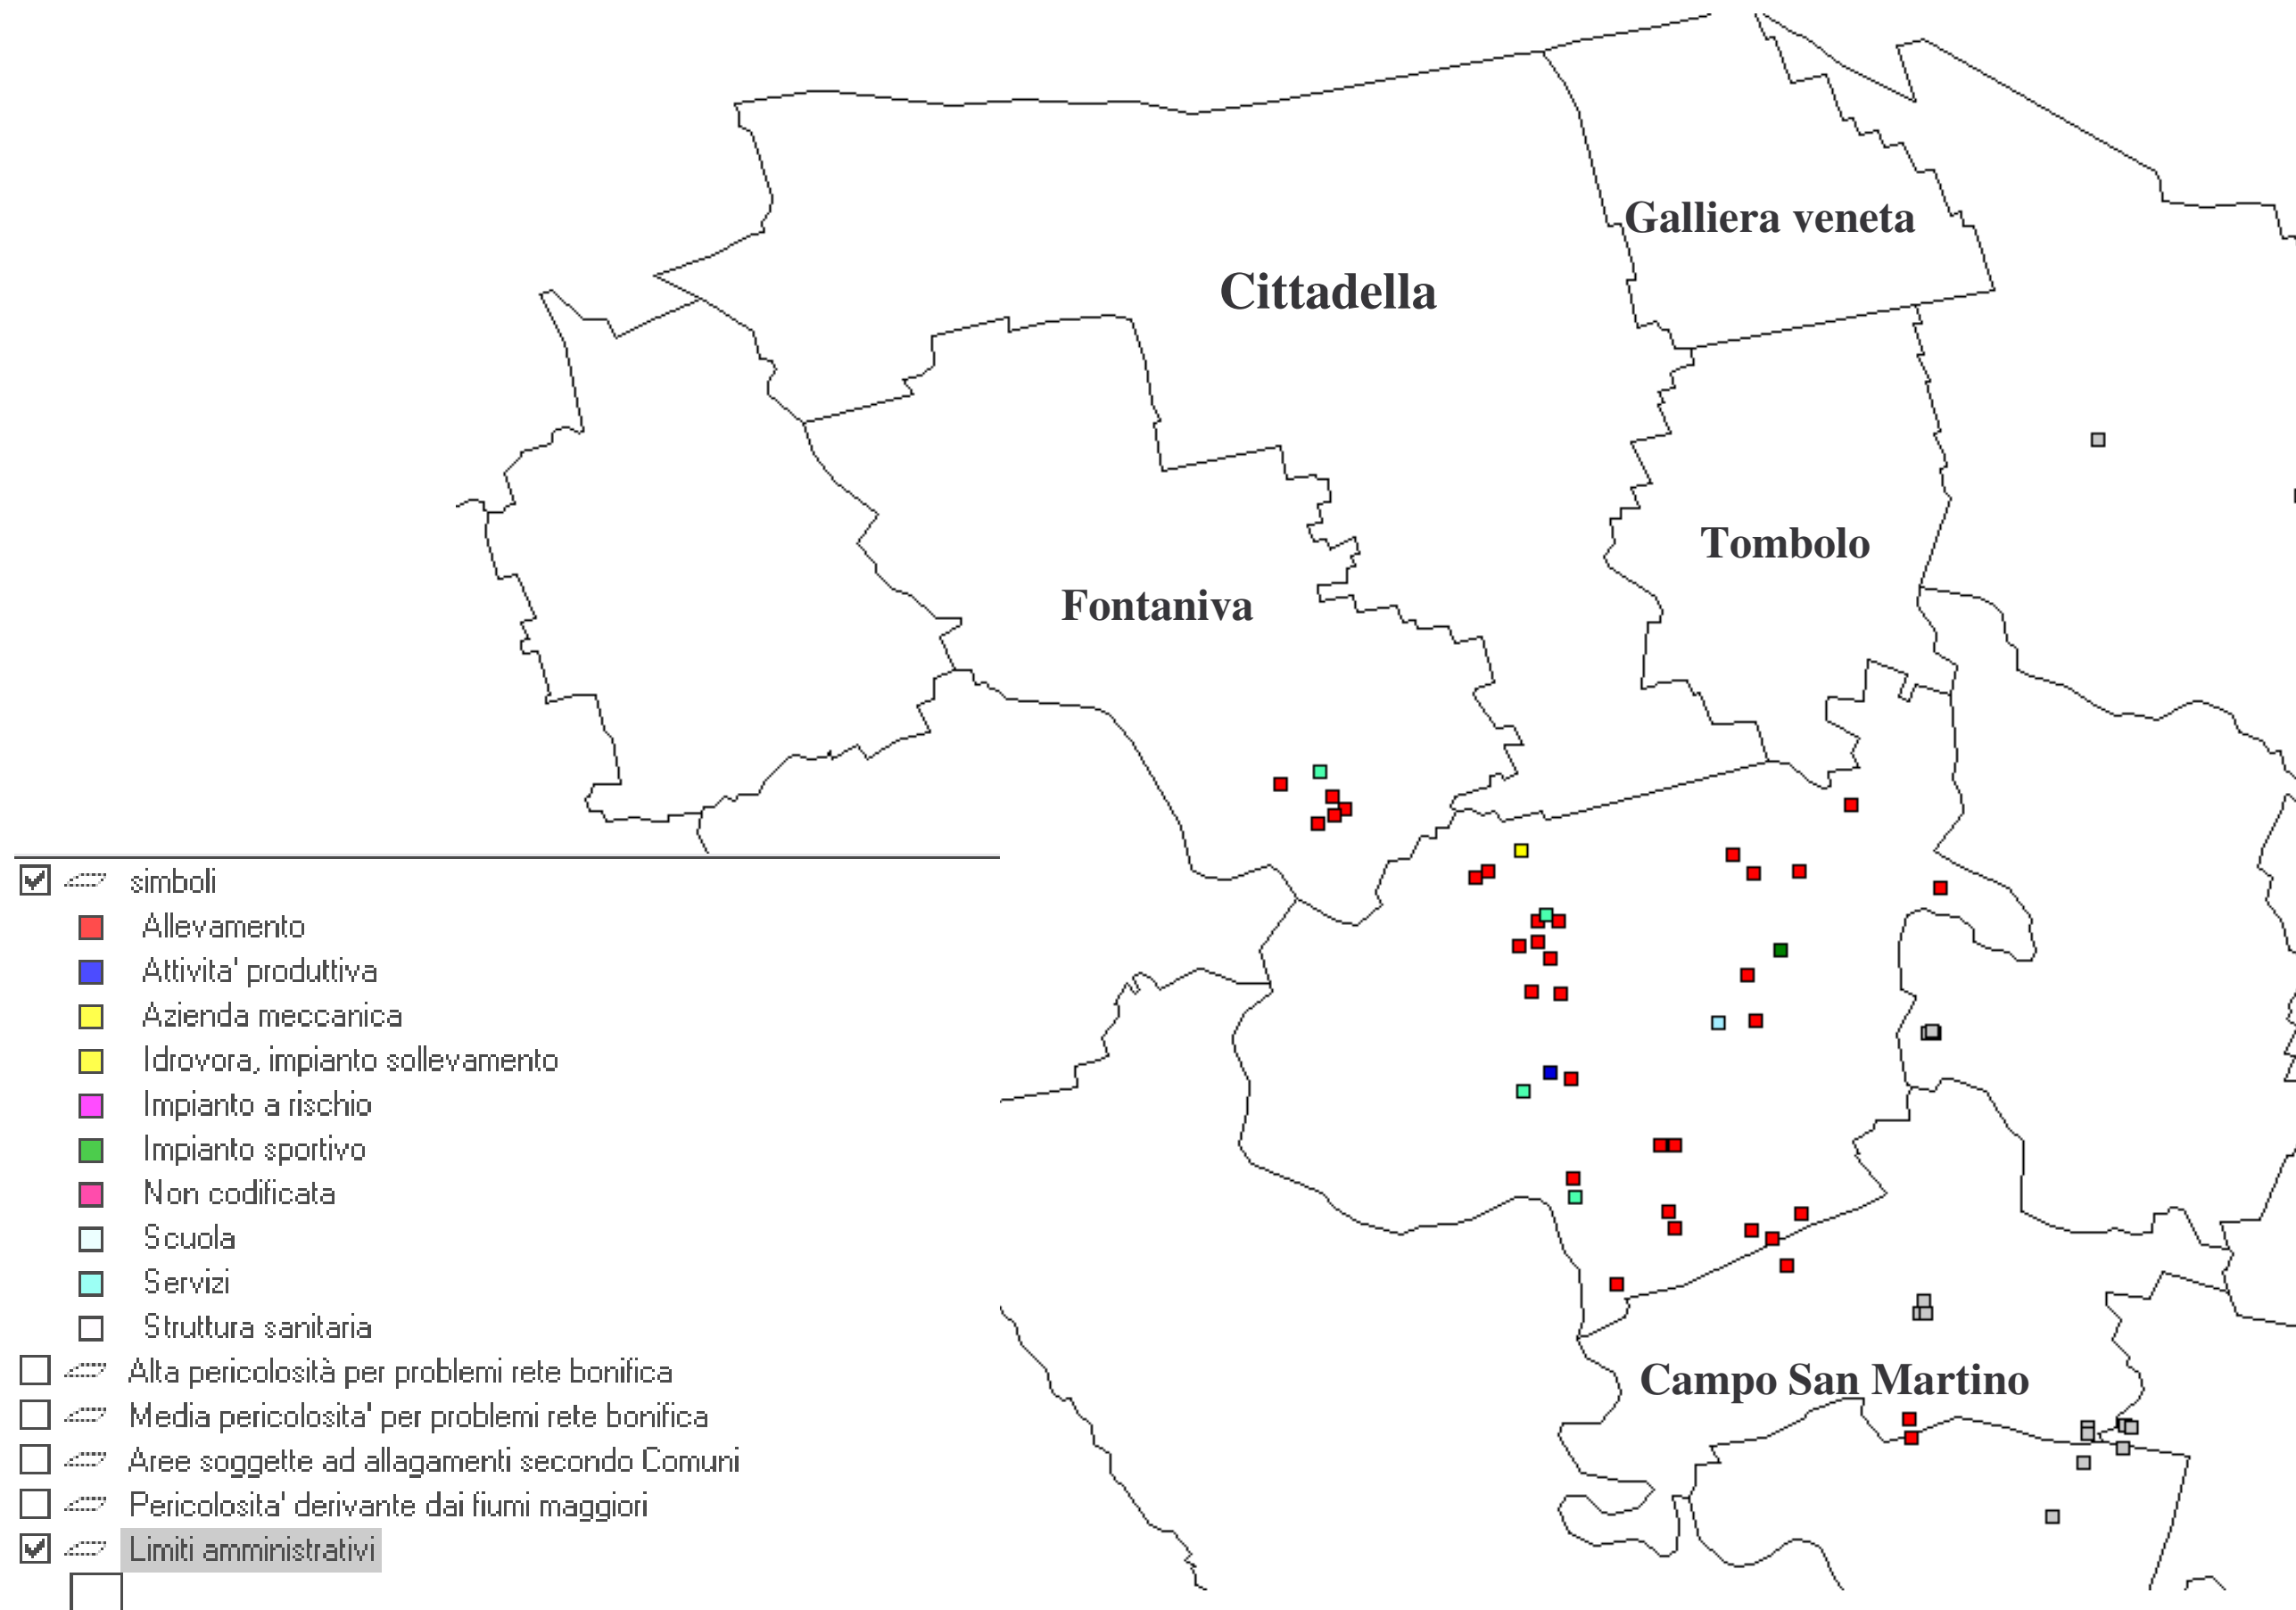 Galliera veneta
Cittadella
Tombolo
Fontaniva
Campo San Martino
simboli
Allevamento
Attivita' produttiva
Azienda meccanica
Idrovora, impianto sollevamento
Impianto a rischio
Impianto sportivo
Non codificata
Scuola
Servizi
Struttura sanitaria
Alta pericolosità per problemi rete bonifica
Media pericolosita' per problemi rete bonifica
Aree soggette ad allagamenti secondo Comuni
Pericolosita' derivante dai fiumi maggiori
Limiti amministrativi